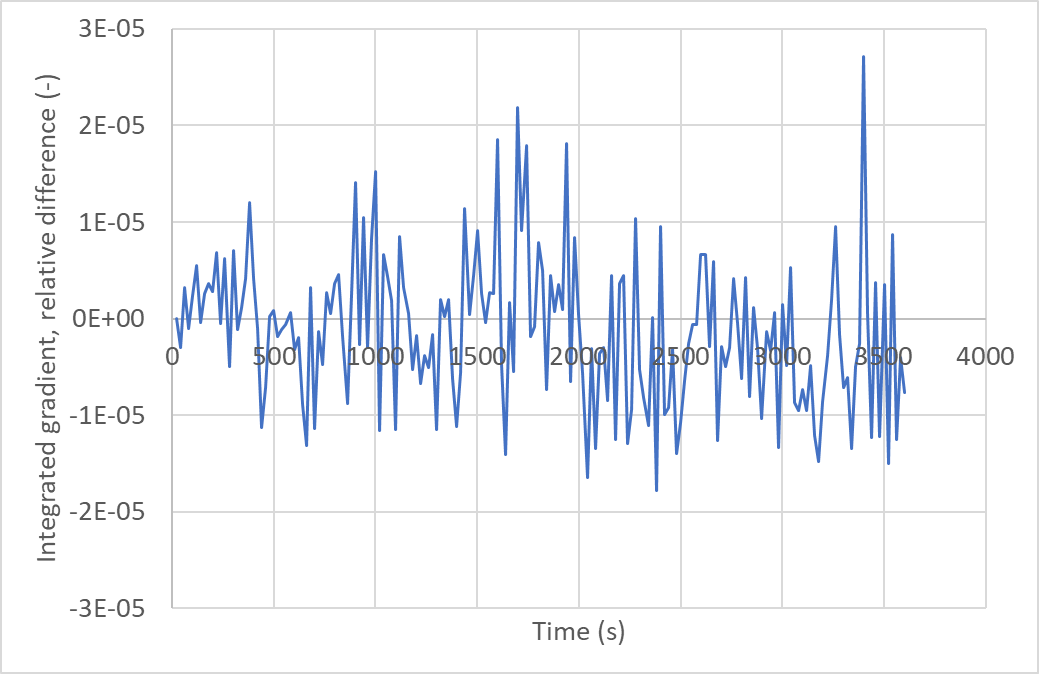 Integrated gradient, relative difference (-)
3E-05
2E-05
1E-05
0E+00
-1E-05
-2E-05
-3E-05
0 500 1000 1500 2000 2500 3000 3500 4000
Time (s)